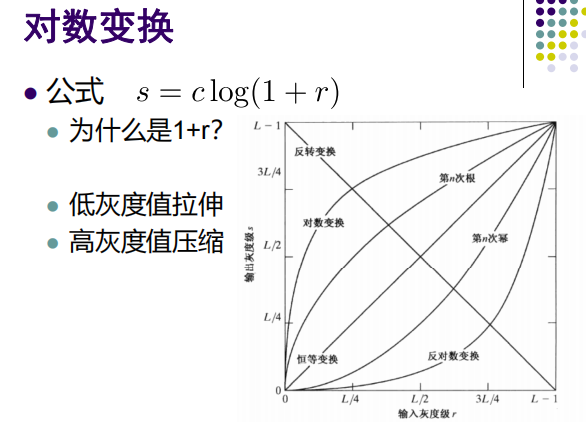 对数变换
公式 s = c log(1 + r)
为什么是1+r?
低灰度值拉伸
高灰度值压缩
L − 1
反转变换
3L/4
第n次根
对数变换
第n次幂
L/2
输出灰度级 s
L/4
恒等变换
反对数变换
0
0 L/4 L/2 3L/4 L − 1
输入灰度级 r